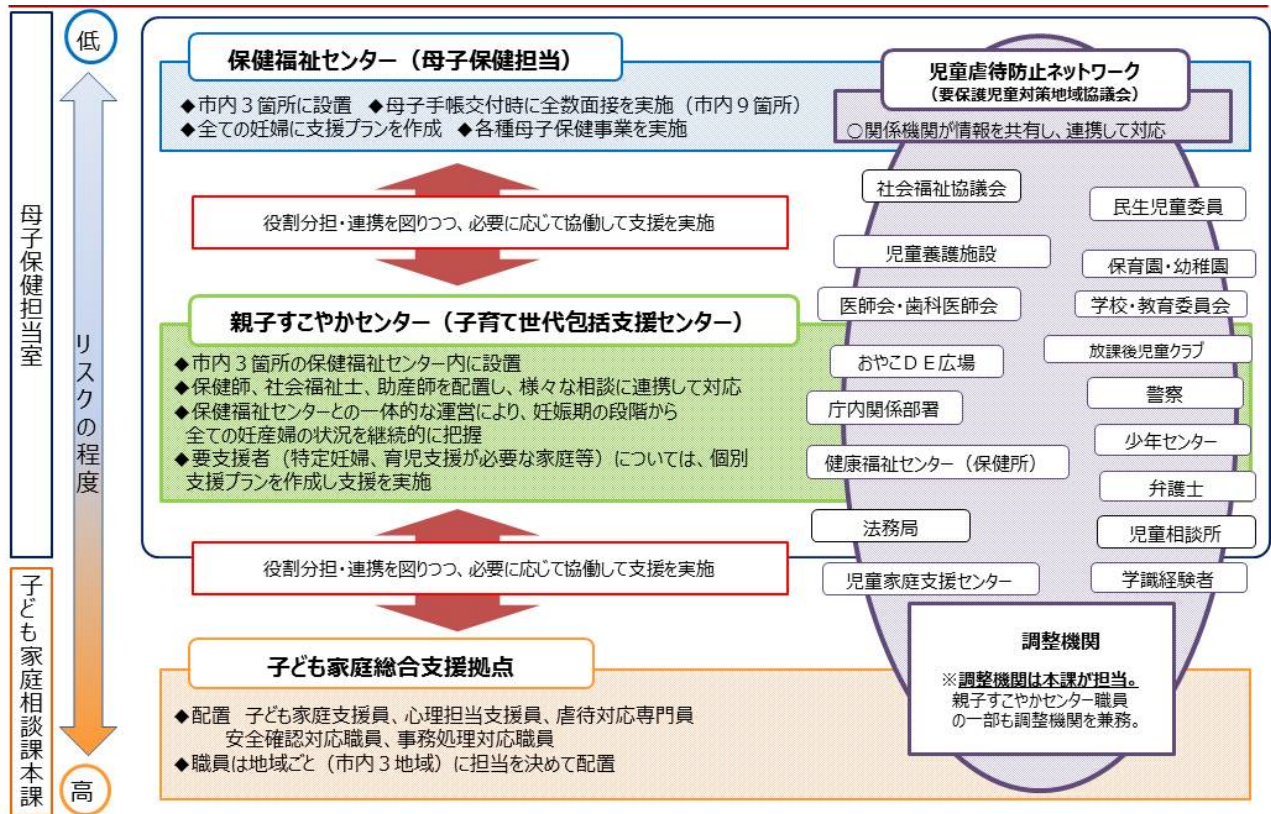 母子保健担当室
子ども家庭相談課本課
低
リスクの程度
高
保健福祉センター（母子保健担当）
◆市内３箇所に設置　◆母子手帳交付時に全数面接を実施（市内９箇所）
◆全ての妊婦に支援プランを作成　◆各種母子保健事業を実施
役割分担・連携を図りつつ、必要に応じて協働して支援を実施
親子すこやかセンター（子育て世代包括支援センター）
◆市内３箇所の保健福祉センター内に設置
◆保健師、社会福祉士、助産師を配置し、様々な相談に連携して対応
◆保健福祉センターとの一体的な運営により、妊娠期の段階から
全ての妊産婦の状況を継続的に把握
◆要支援者（特定妊婦、育児支援が必要な家庭等）については、個別
支援プランを作成し支援を実施
役割分担・連携を図りつつ、必要に応じて協働して支援を実施
子ども家庭総合支援拠点
◆配置　子ども家庭支援員、心理担当支援員、虐待対応専門員
安全確認対応職員、事務処理対応職員
◆職員は地域ごと（市内３地域）に担当を決めて配置
児童虐待防止ネットワーク
（要保護児童対策地域協議会）
○関係機関が情報を共有し、連携して対応
社会福祉協議会
民生児童委員
児童養護施設
保育園・幼稚園
医師会・歯科医師会
学校・教育委員会
おやこＤＥ広場
放課後児童クラブ
庁内関係部署
警察
少年センター
健康福祉センター（保健所）
弁護士
法務局
児童相談所
児童家庭支援センター
学識経験者
調整機関
※調整機関は本課が担当。
親子すこやかセンター職員
の一部も調整機関を兼務。